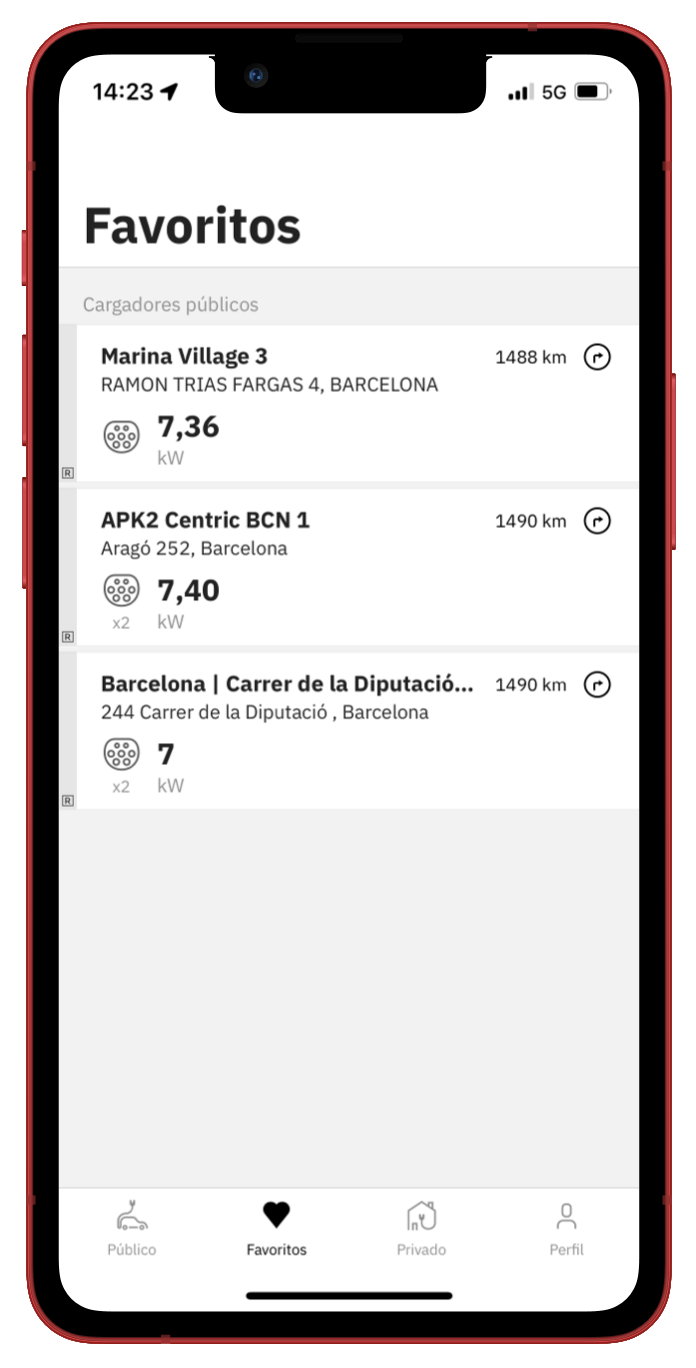 14:23
5G
Favoritos
Cargadores públicos
Marina Village 3
1488 km
RAMON TRIAS FARGAS 4, BARCELONA
7,36
kW
R
APK2 Centric BCN 1
1490 km
Aragó 252, Barcelona
7,40
x2
kW
R
Barcelona | Carrer de la Diputació...
1490 km
244 Carrer de la Diputació , Barcelona
7
x2
kW
R
Público
Favoritos
Privado
Perfil